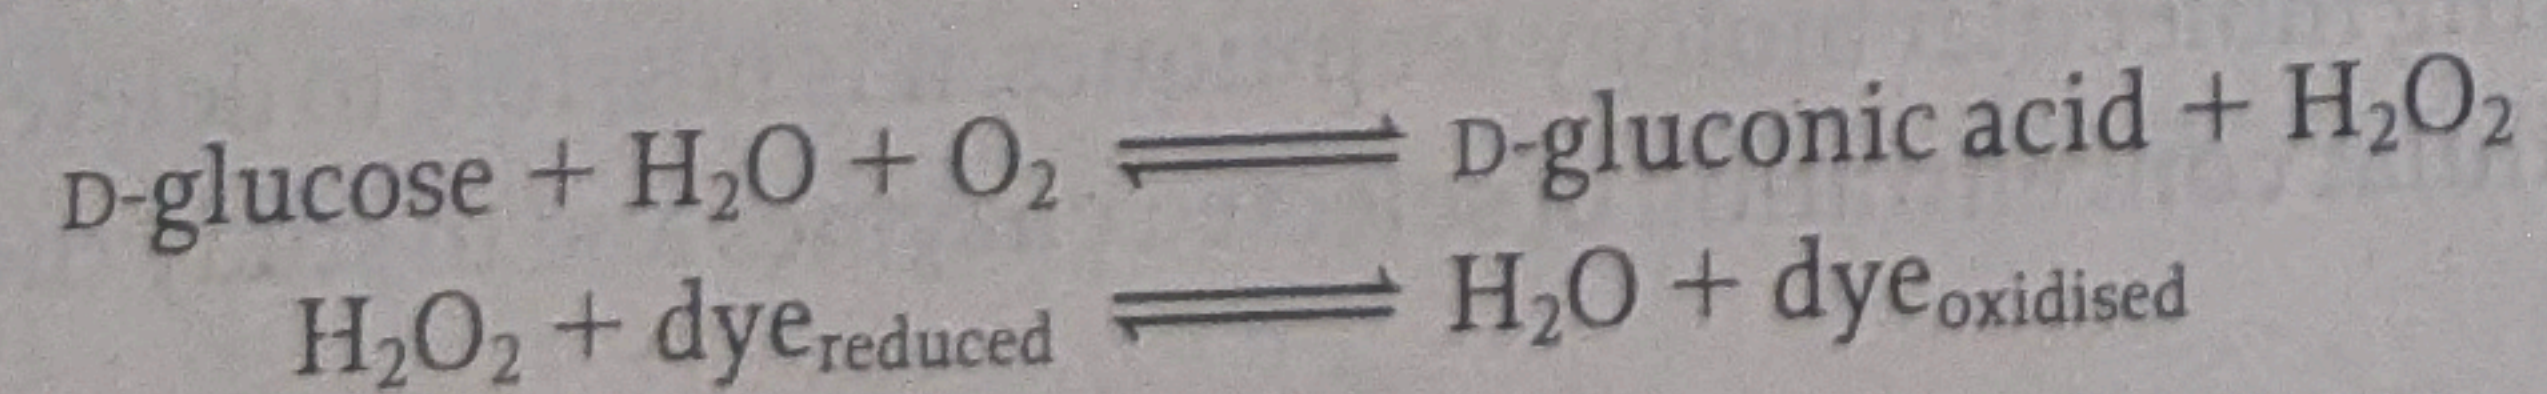 D-glucose + H₂O + O₂ ⇌ D-gluconic acid + H₂O₂
H₂O₂ + dye_reduced ⇌ H₂O + dye_oxidised